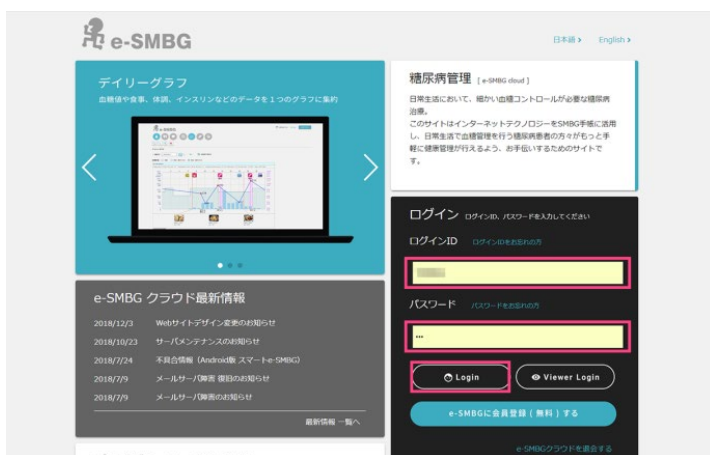 e-SMBG
日本語 >
English >
デイリーグラフ
血糖値や食事、体調、インスリンなどのデータを1つのグラフに集約
糖尿病管理 [ e-SMBG cloud ]
日常生活において、細かい血糖コントロールが必要な糖尿病
治療。
このサイトはインターネットテクノロジーをSMBG手帳に活用
し、日常生活で血糖管理を行う糖尿病患者の方々がもっと手
軽に健康管理が行えるよう、お手伝いするためのサイトで
す。
ログイン ログインID、パスワードを入力してください
ログインID ログインIDをお忘れの方
パスワード パスワードをお忘れの方
Login
Viewer Login
e-SMBGに会員登録 ( 無料 ) する
e-SMBGクラウドを退会する
e-SMBG クラウド最新情報
2018/12/3 Webサイトデザイン変更のお知らせ
2018/10/23 サーバメンテナンスのお知らせ
2018/7/24 不具合情報（Android版 スマートe-SMBG）
2018/7/9 メールサーバ障害 復旧のお知らせ
2018/7/9 メールサーバ障害のお知らせ
最新情報 一覧へ